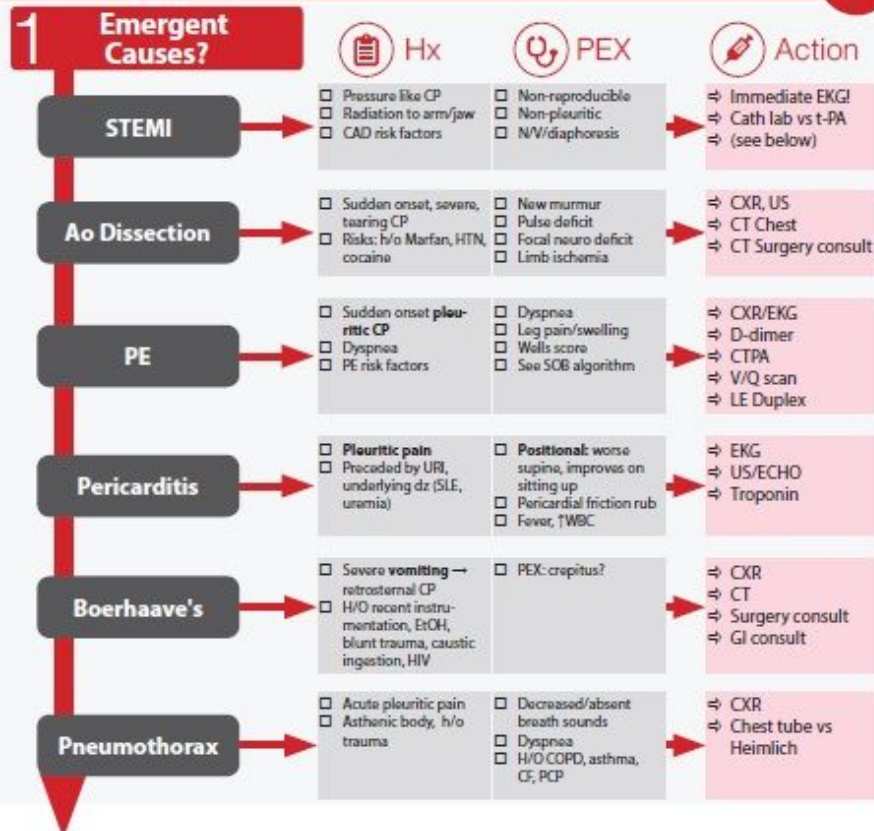 1
Emergent
Causes?
Hx
PEX
Action
STEMI
□ Pressure like CP
□ Radiation to arm/jaw
□ CAD risk factors
□ Non-reproducible
□ Non-pleuritic
□ N/V/diaphoresis
⇨ Immediate EKG!
⇨ Cath lab vs t-PA
⇨ (see below)
Ao Dissection
□ Sudden onset, severe,
tearing CP
□ Risks: h/o Marfan, HTN,
cocaine
□ New murmur
□ Pulse deficit
□ Focal neuro deficit
□ Limb ischemia
⇨ CXR, US
⇨ CT Chest
⇨ CT Surgery consult
PE
□ Sudden onset pleu-
ritic CP
□ Dyspnea
□ PE risk factors
□ Dyspnea
□ Leg pain/swelling
□ Wells score
□ See SOB algorithm
⇨ CXR/EKG
⇨ D-dimer
⇨ CTPA
⇨ V/Q scan
⇨ LE Duplex
Pericarditis
□ Pleuritic pain
□ Preceded by URI,
underlying dz (SLE,
uremia)
□ Positional: worse
supine, improves on
sitting up
□ Pericardial friction rub
□ Fever, ↑WBC
⇨ EKG
⇨ US/ECHO
⇨ Troponin
Boerhaave's
□ Severe vomiting →
retrosternal CP
□ H/O recent instru-
mentation, EtOH,
blunt trauma, caustic
ingestion, HIV
□ PEX: crepitus?
⇨ CXR
⇨ CT
⇨ Surgery consult
⇨ GI consult
Pneumothorax
□ Acute pleuritic pain
□ Asthenic body, h/o
trauma
□ Decreased/absent
breath sounds
□ Dyspnea
□ H/O COPD, asthma,
CF, PCP
⇨ CXR
⇨ Chest tube vs
Heimlich